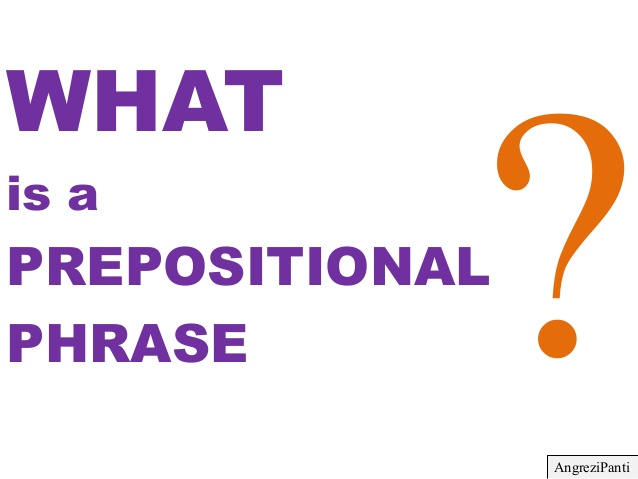 WHAT
is a
PREPOSITIONAL
PHRASE
?
AngreziPanti